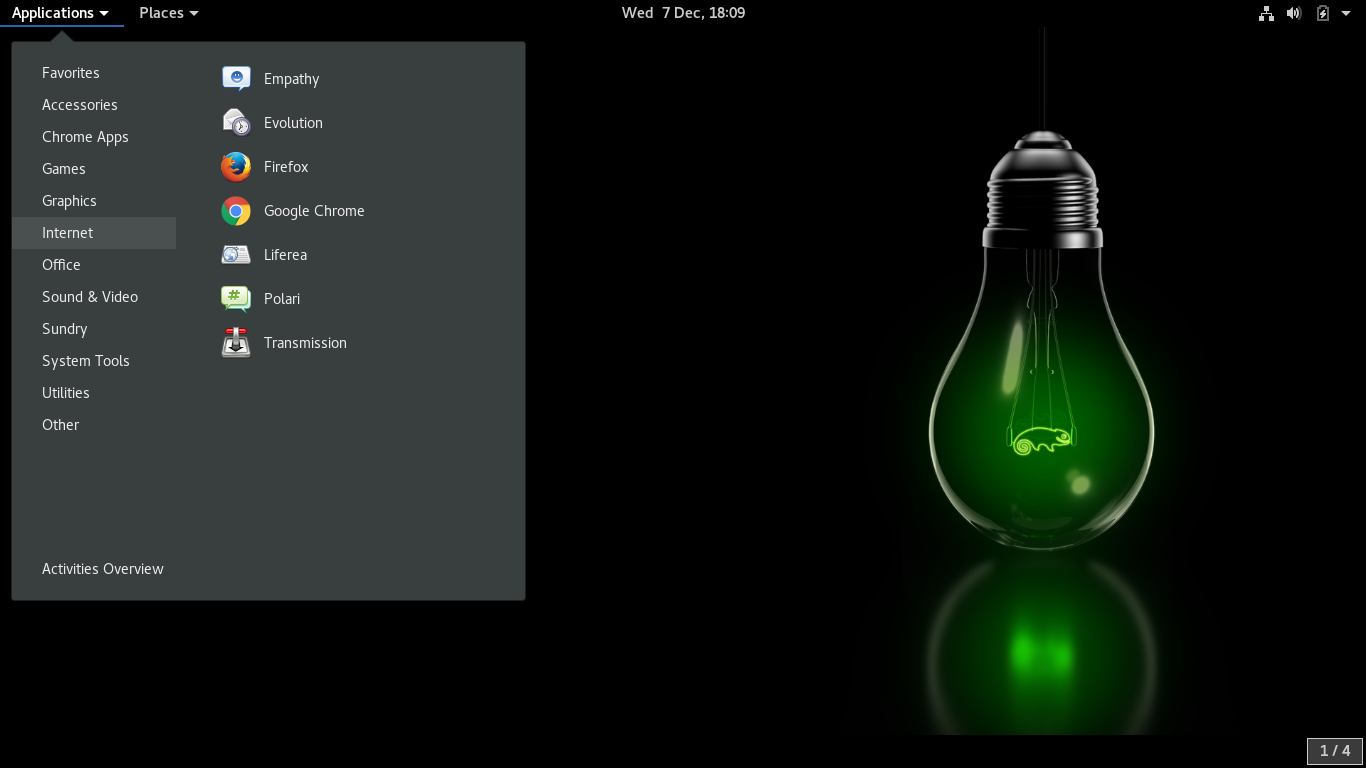 Applications Places Wed 7 Dec, 18:09
Favorites
Accessories
Chrome Apps
Games
Graphics
Internet
Office
Sound & Video
Sundry
System Tools
Utilities
Other
Activities Overview
Empathy
Evolution
Firefox
Google Chrome
Liferea
Polari
Transmission
1 / 4